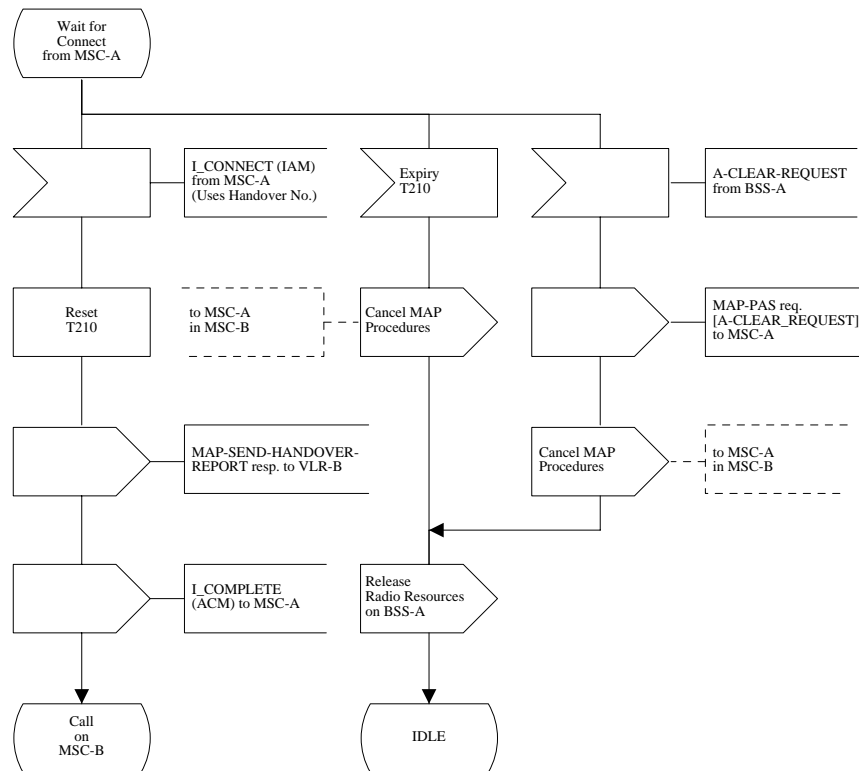 Wait for
Connect
from MSC-A
I_CONNECT (IAM)
from MSC-A
(Uses Handover No.)
Expiry
T210
A-CLEAR-REQUEST
from BSS-A
Reset
T210
to MSC-A
in MSC-B
Cancel MAP
Procedures
MAP-PAS req.
[A-CLEAR_REQUEST]
to MSC-A
MAP-SEND-HANDOVER-
REPORT resp. to VLR-B
Cancel MAP
Procedures
to MSC-A
in MSC-B
I_COMPLETE
(ACM) to MSC-A
Release
Radio Resources
on BSS-A
Call
on
MSC-B
IDLE